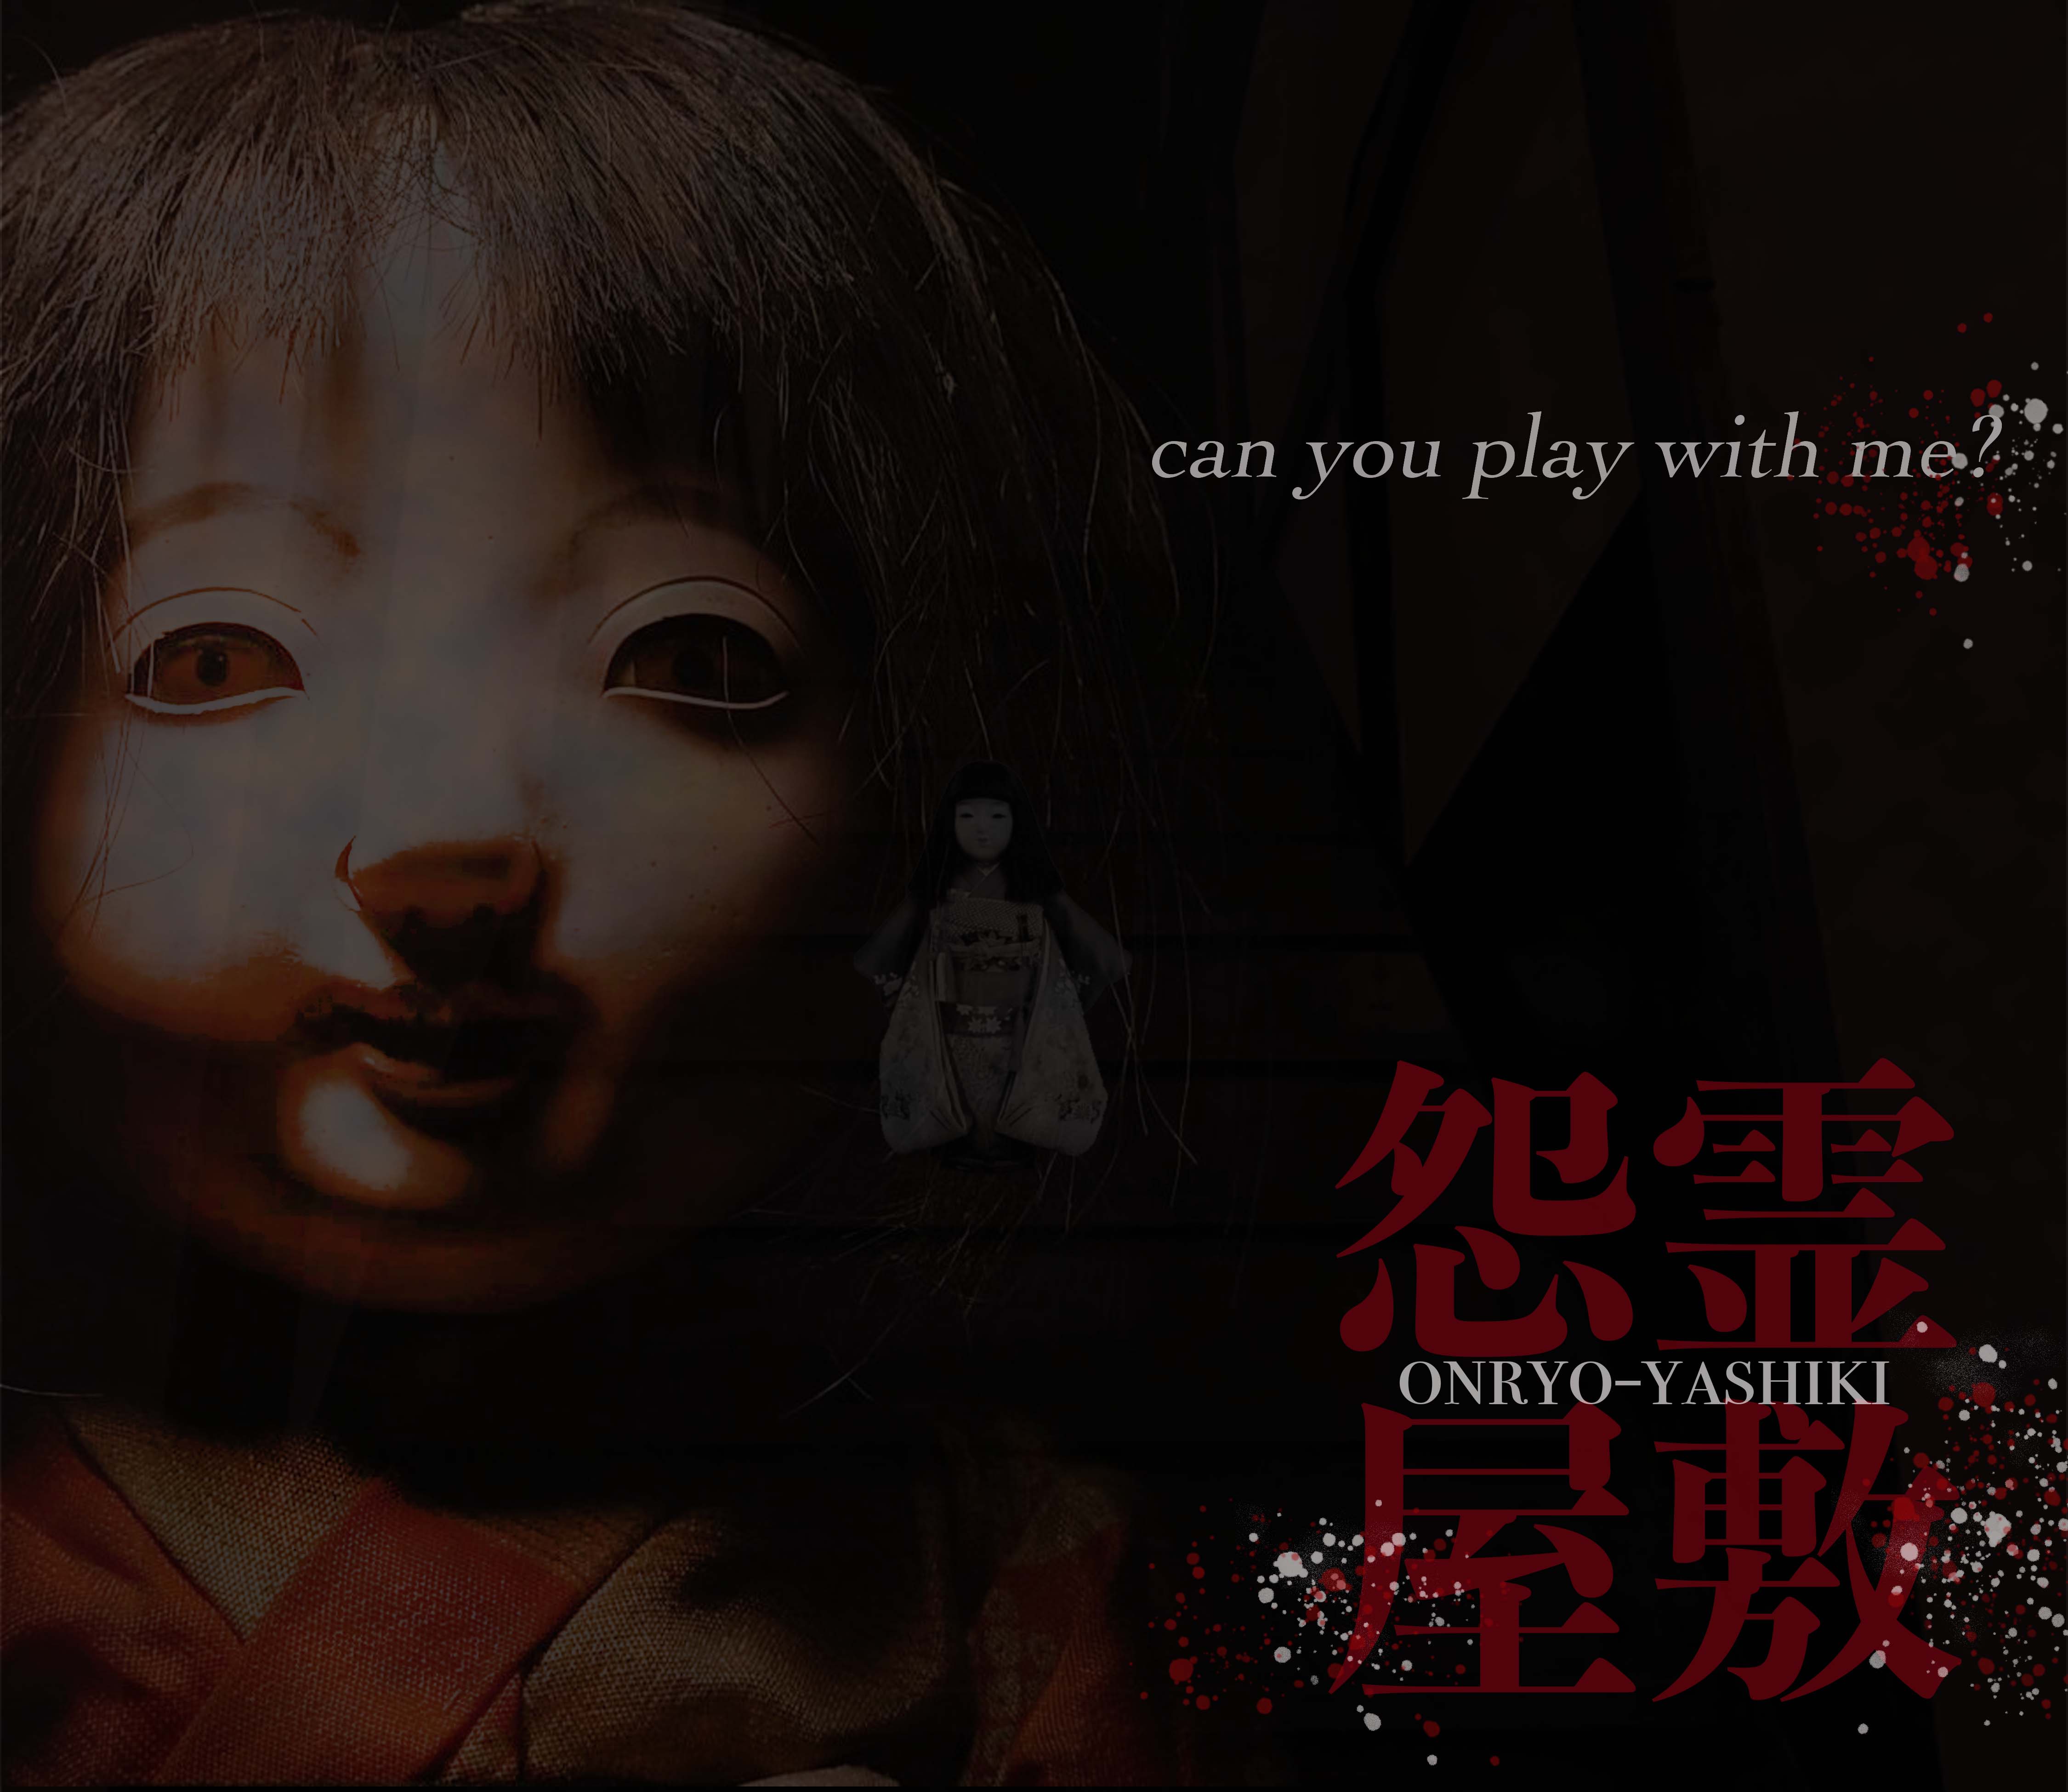 can you play with me?
怨霊
ONRYO-YASHIKI
屋敷